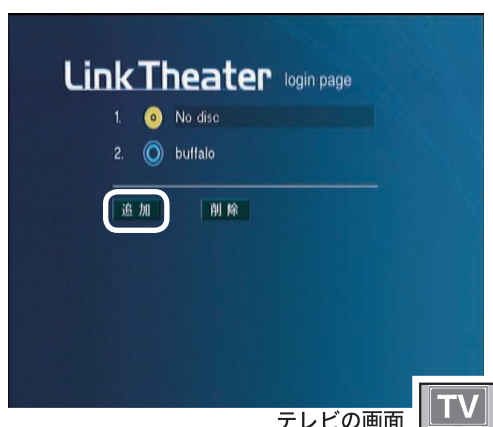 LinkTheater login page
1. No disc
2. buffalo
追加 削除
テレビの画面 TV